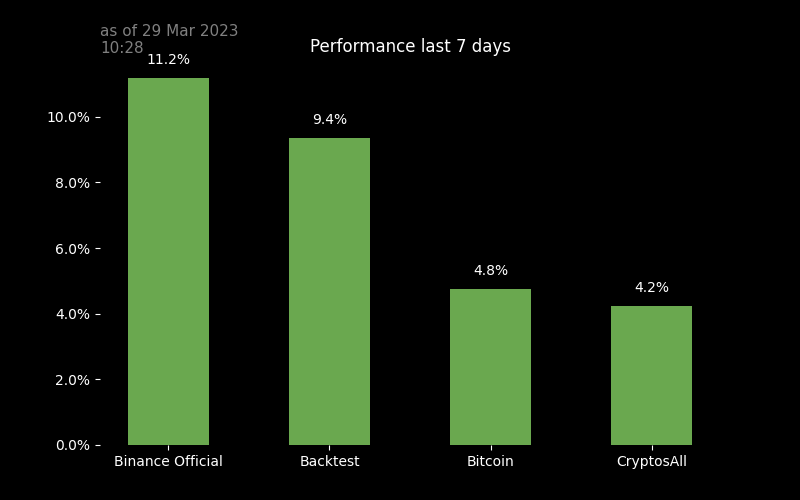 as of 29 Mar 2023
10:28
Performance last 7 days
11.2%
9.4%
4.8%
4.2%
10.0%
8.0%
6.0%
4.0%
2.0%
0.0%
Binance Official
Backtest
Bitcoin
CryptosAll